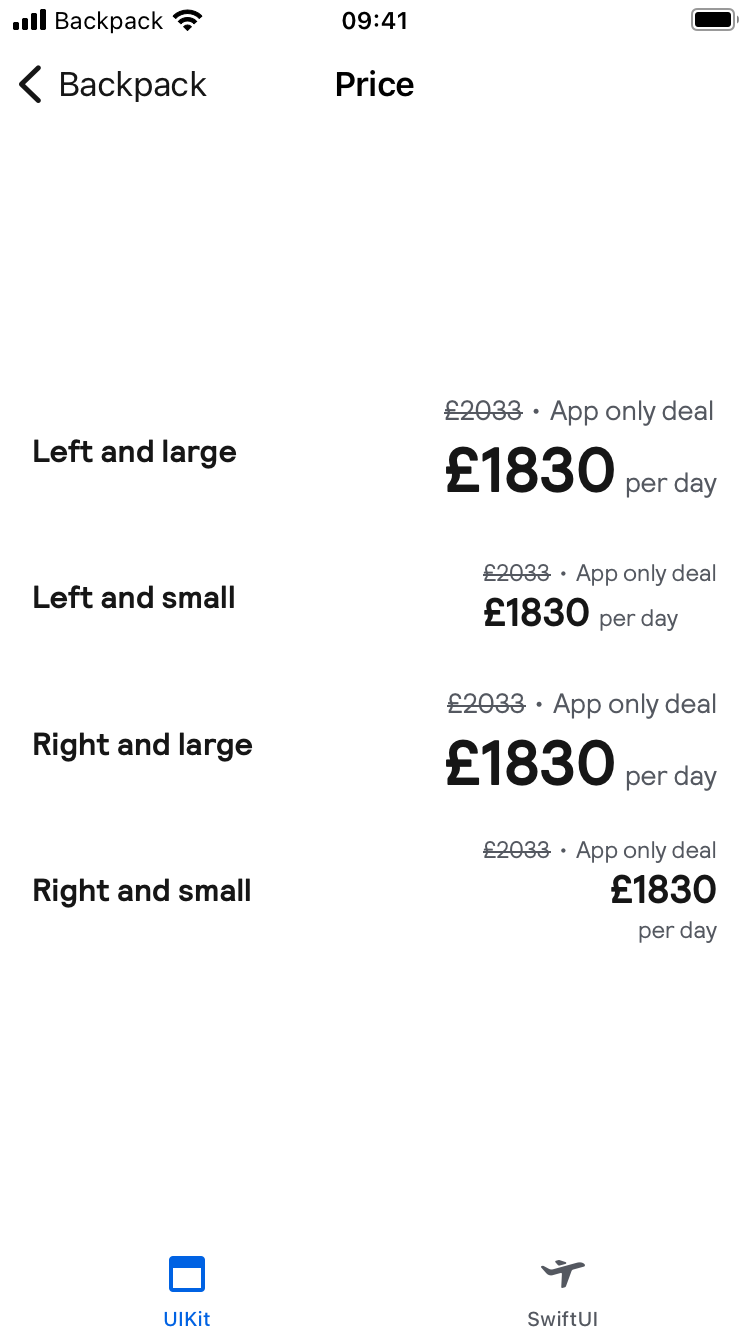 Backpack 09:41
Backpack Price
£2033 • App only deal
Left and large
£1830 per day
£2033 • App only deal
Left and small
£1830 per day
£2033 • App only deal
Right and large
£1830 per day
£2033 • App only deal
Right and small
£1830
per day
UIKit SwiftUI